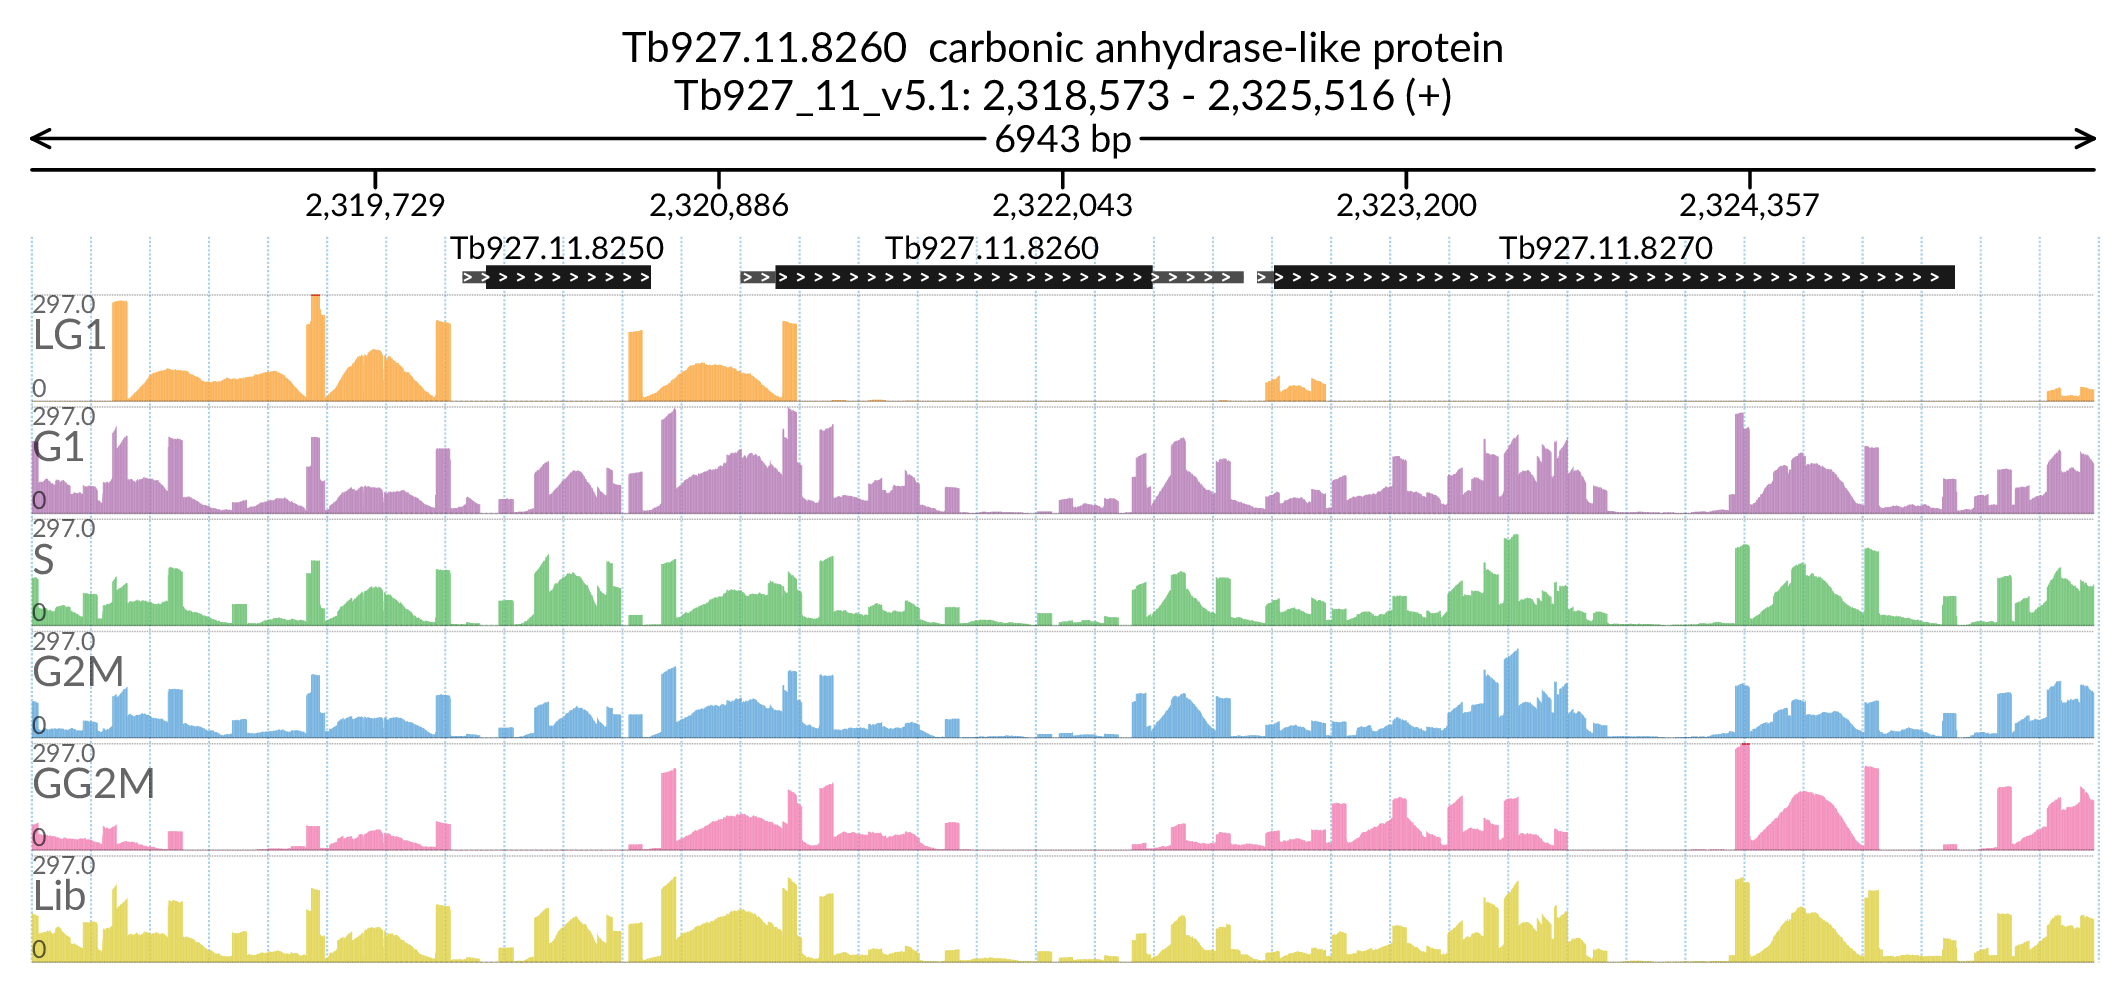 Tb927.11.8260 carbonic anhydrase-like protein
Tb927_11_v5.1: 2,318,573 - 2,325,516 (+)
6943 bp
2,319,729 2,320,886 2,322,043 2,323,200 2,324,357
Tb927.11.8250 Tb927.11.8260 Tb927.11.8270
297.0
LG1
0
297.0
G1
0
297.0
S
0
297.0
G2M
0
297.0
GG2M
0
297.0
Lib
0